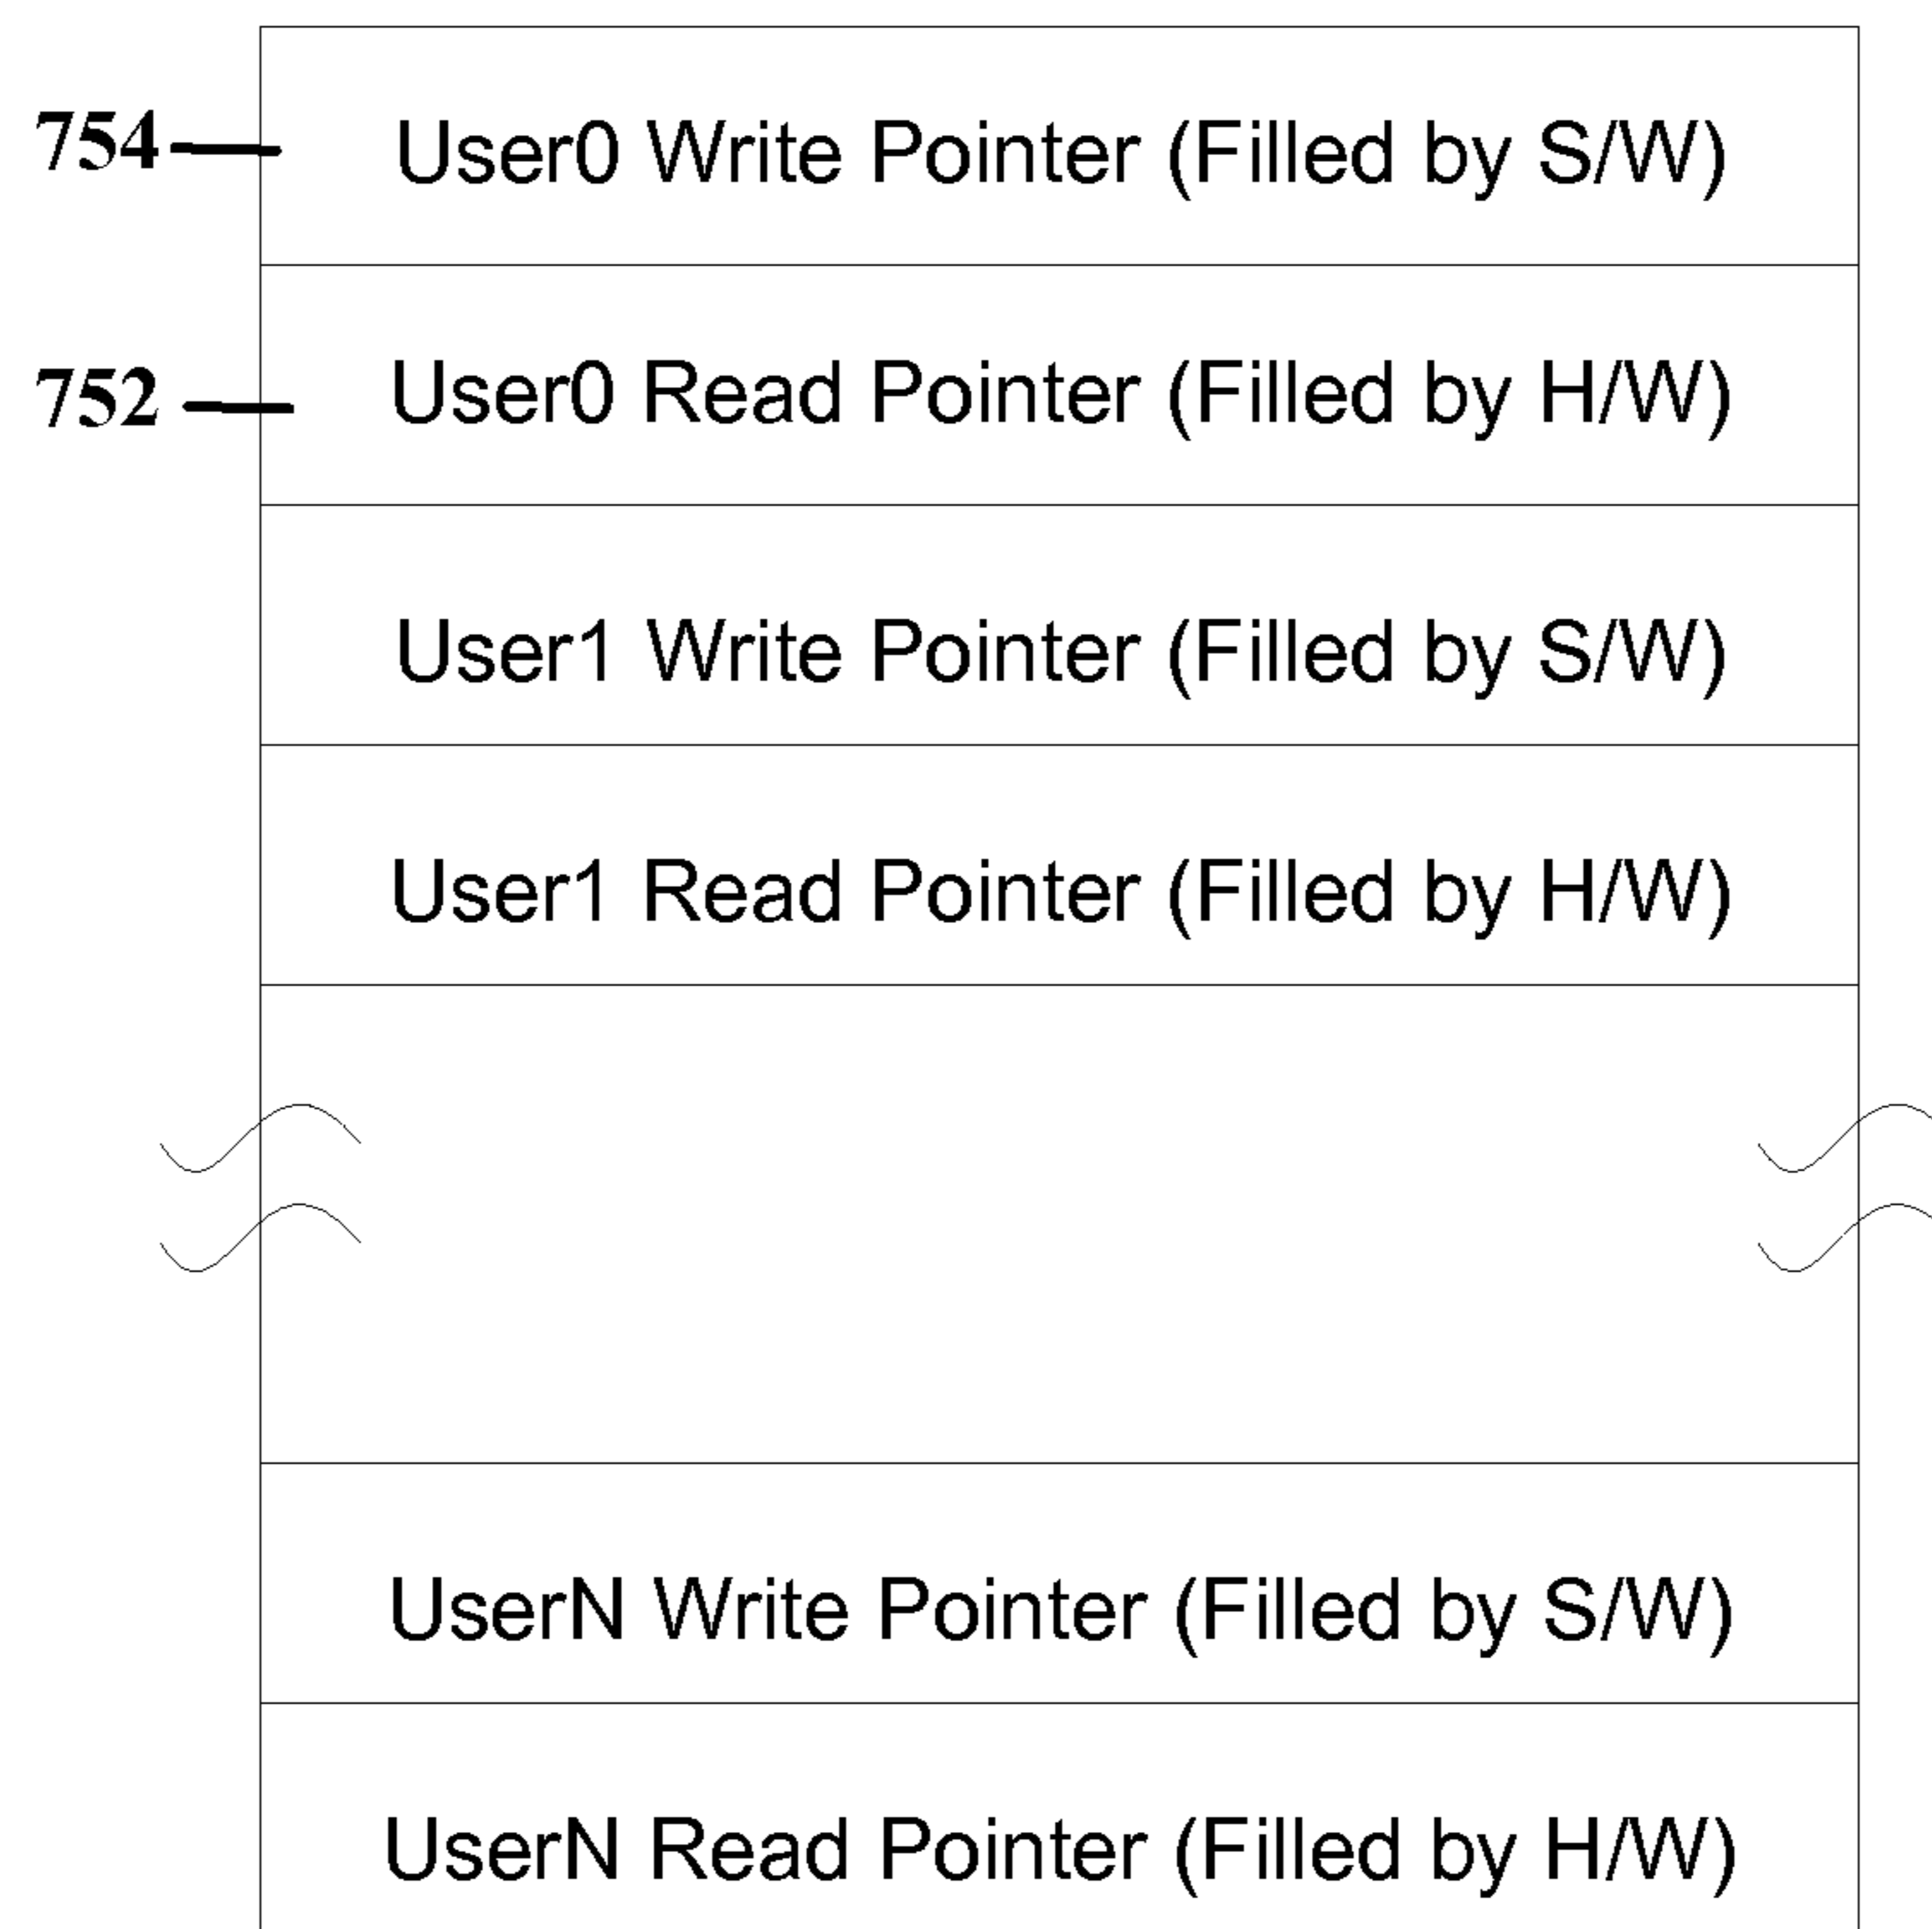 754 User0 Write Pointer (Filled by S/W)
752 User0 Read Pointer (Filled by H/W)
User1 Write Pointer (Filled by S/W)
User1 Read Pointer (Filled by H/W)
UserN Write Pointer (Filled by S/W)
UserN Read Pointer (Filled by H/W)